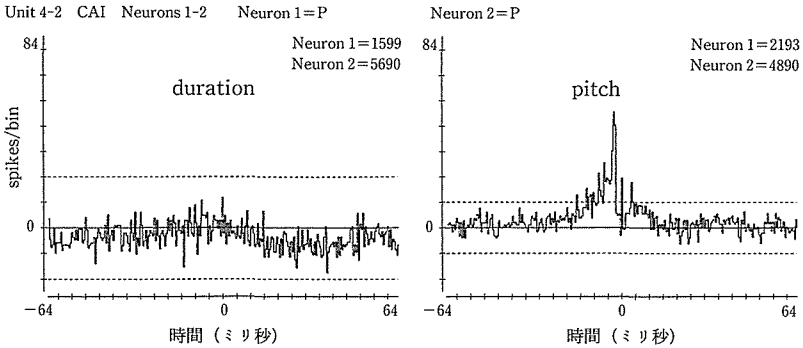 Unit 4-2 CAI Neurons 1-2 Neuron 1=P Neuron 2=P
84
Neuron 1=1599
Neuron 2=5690
duration
spikes/bin
0
-64 0 64
時間 (ミリ秒)
84
Neuron 1=2193
Neuron 2=4890
pitch
0
-64 0 64
時間 (ミリ秒)